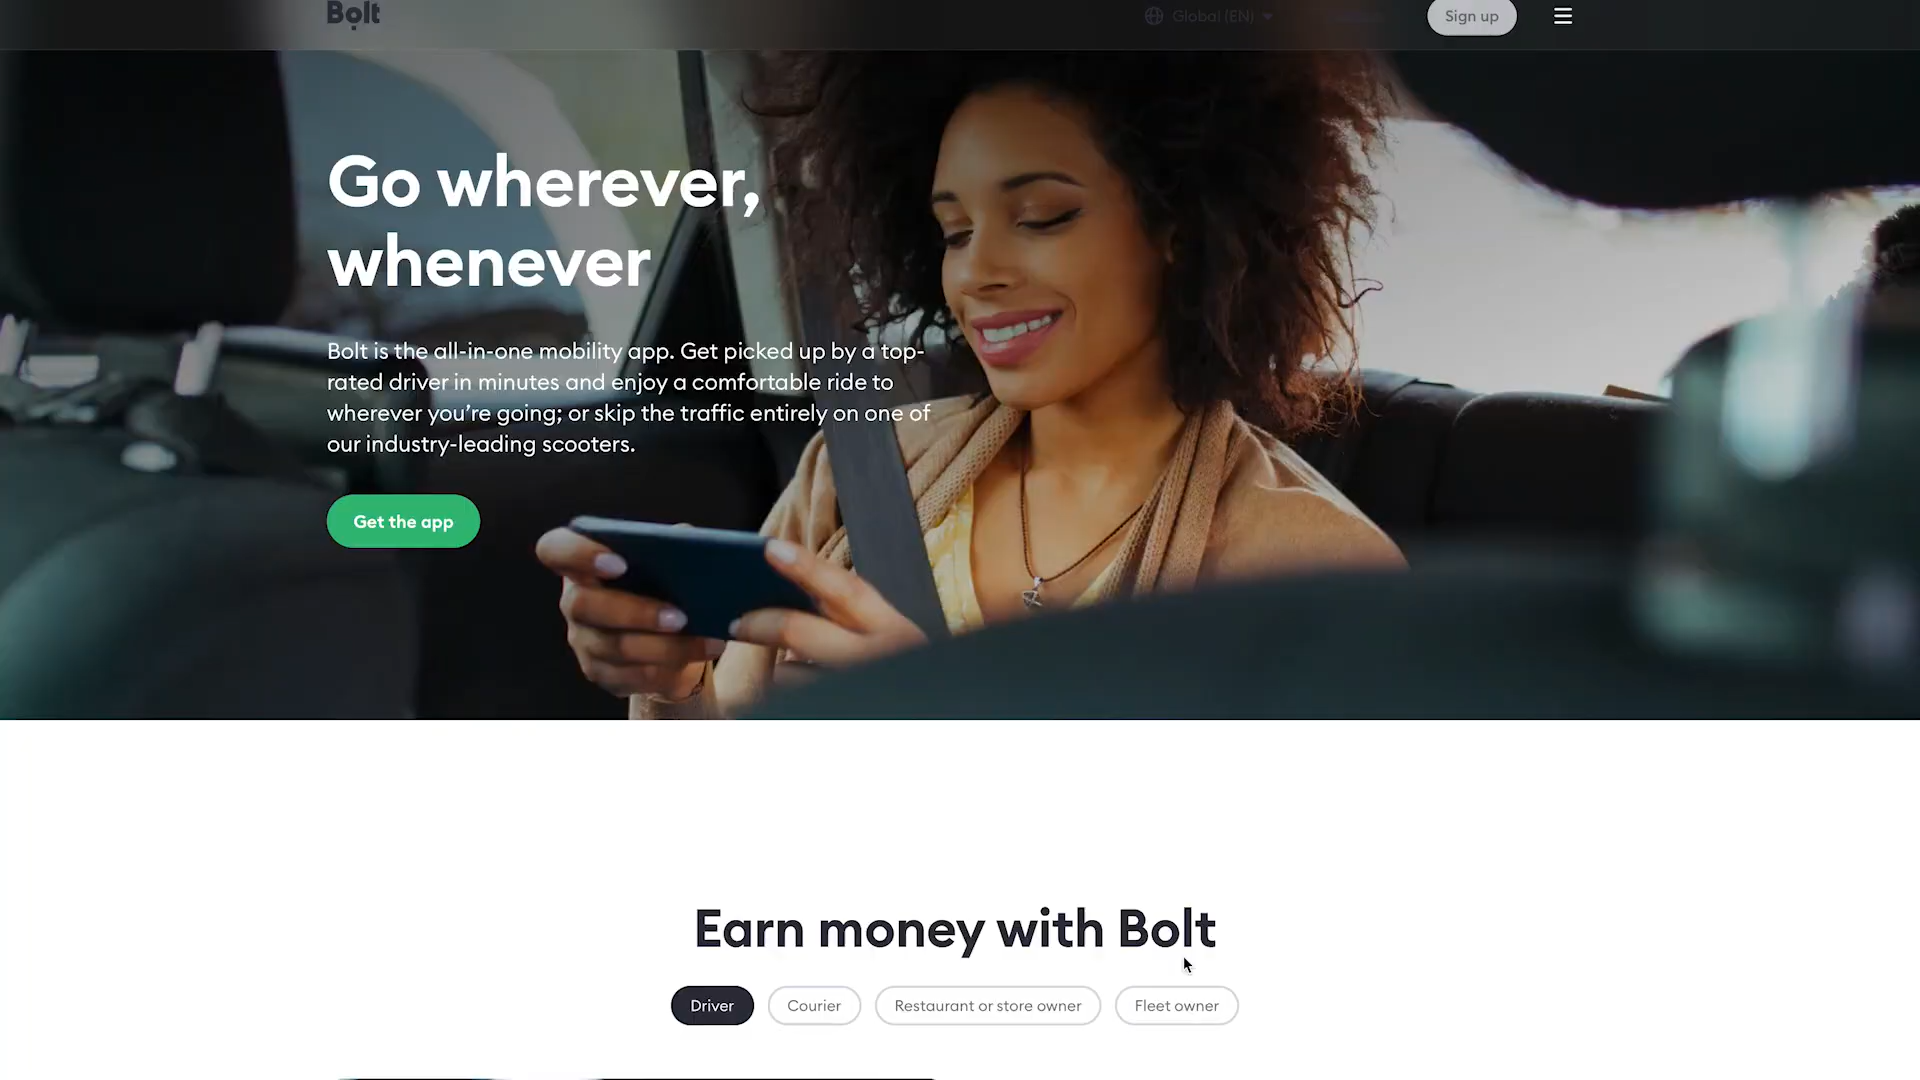 Bolt
Global (EN)
Sign up
Go wherever,
whenever
Bolt is the all-in-one mobility app. Get picked up by a top-
rated driver in minutes and enjoy a comfortable ride to
wherever you’re going; or skip the traffic entirely on one of
our industry-leading scooters.
Get the app
Earn money with Bolt
Driver
Courier
Restaurant or store owner
Fleet owner